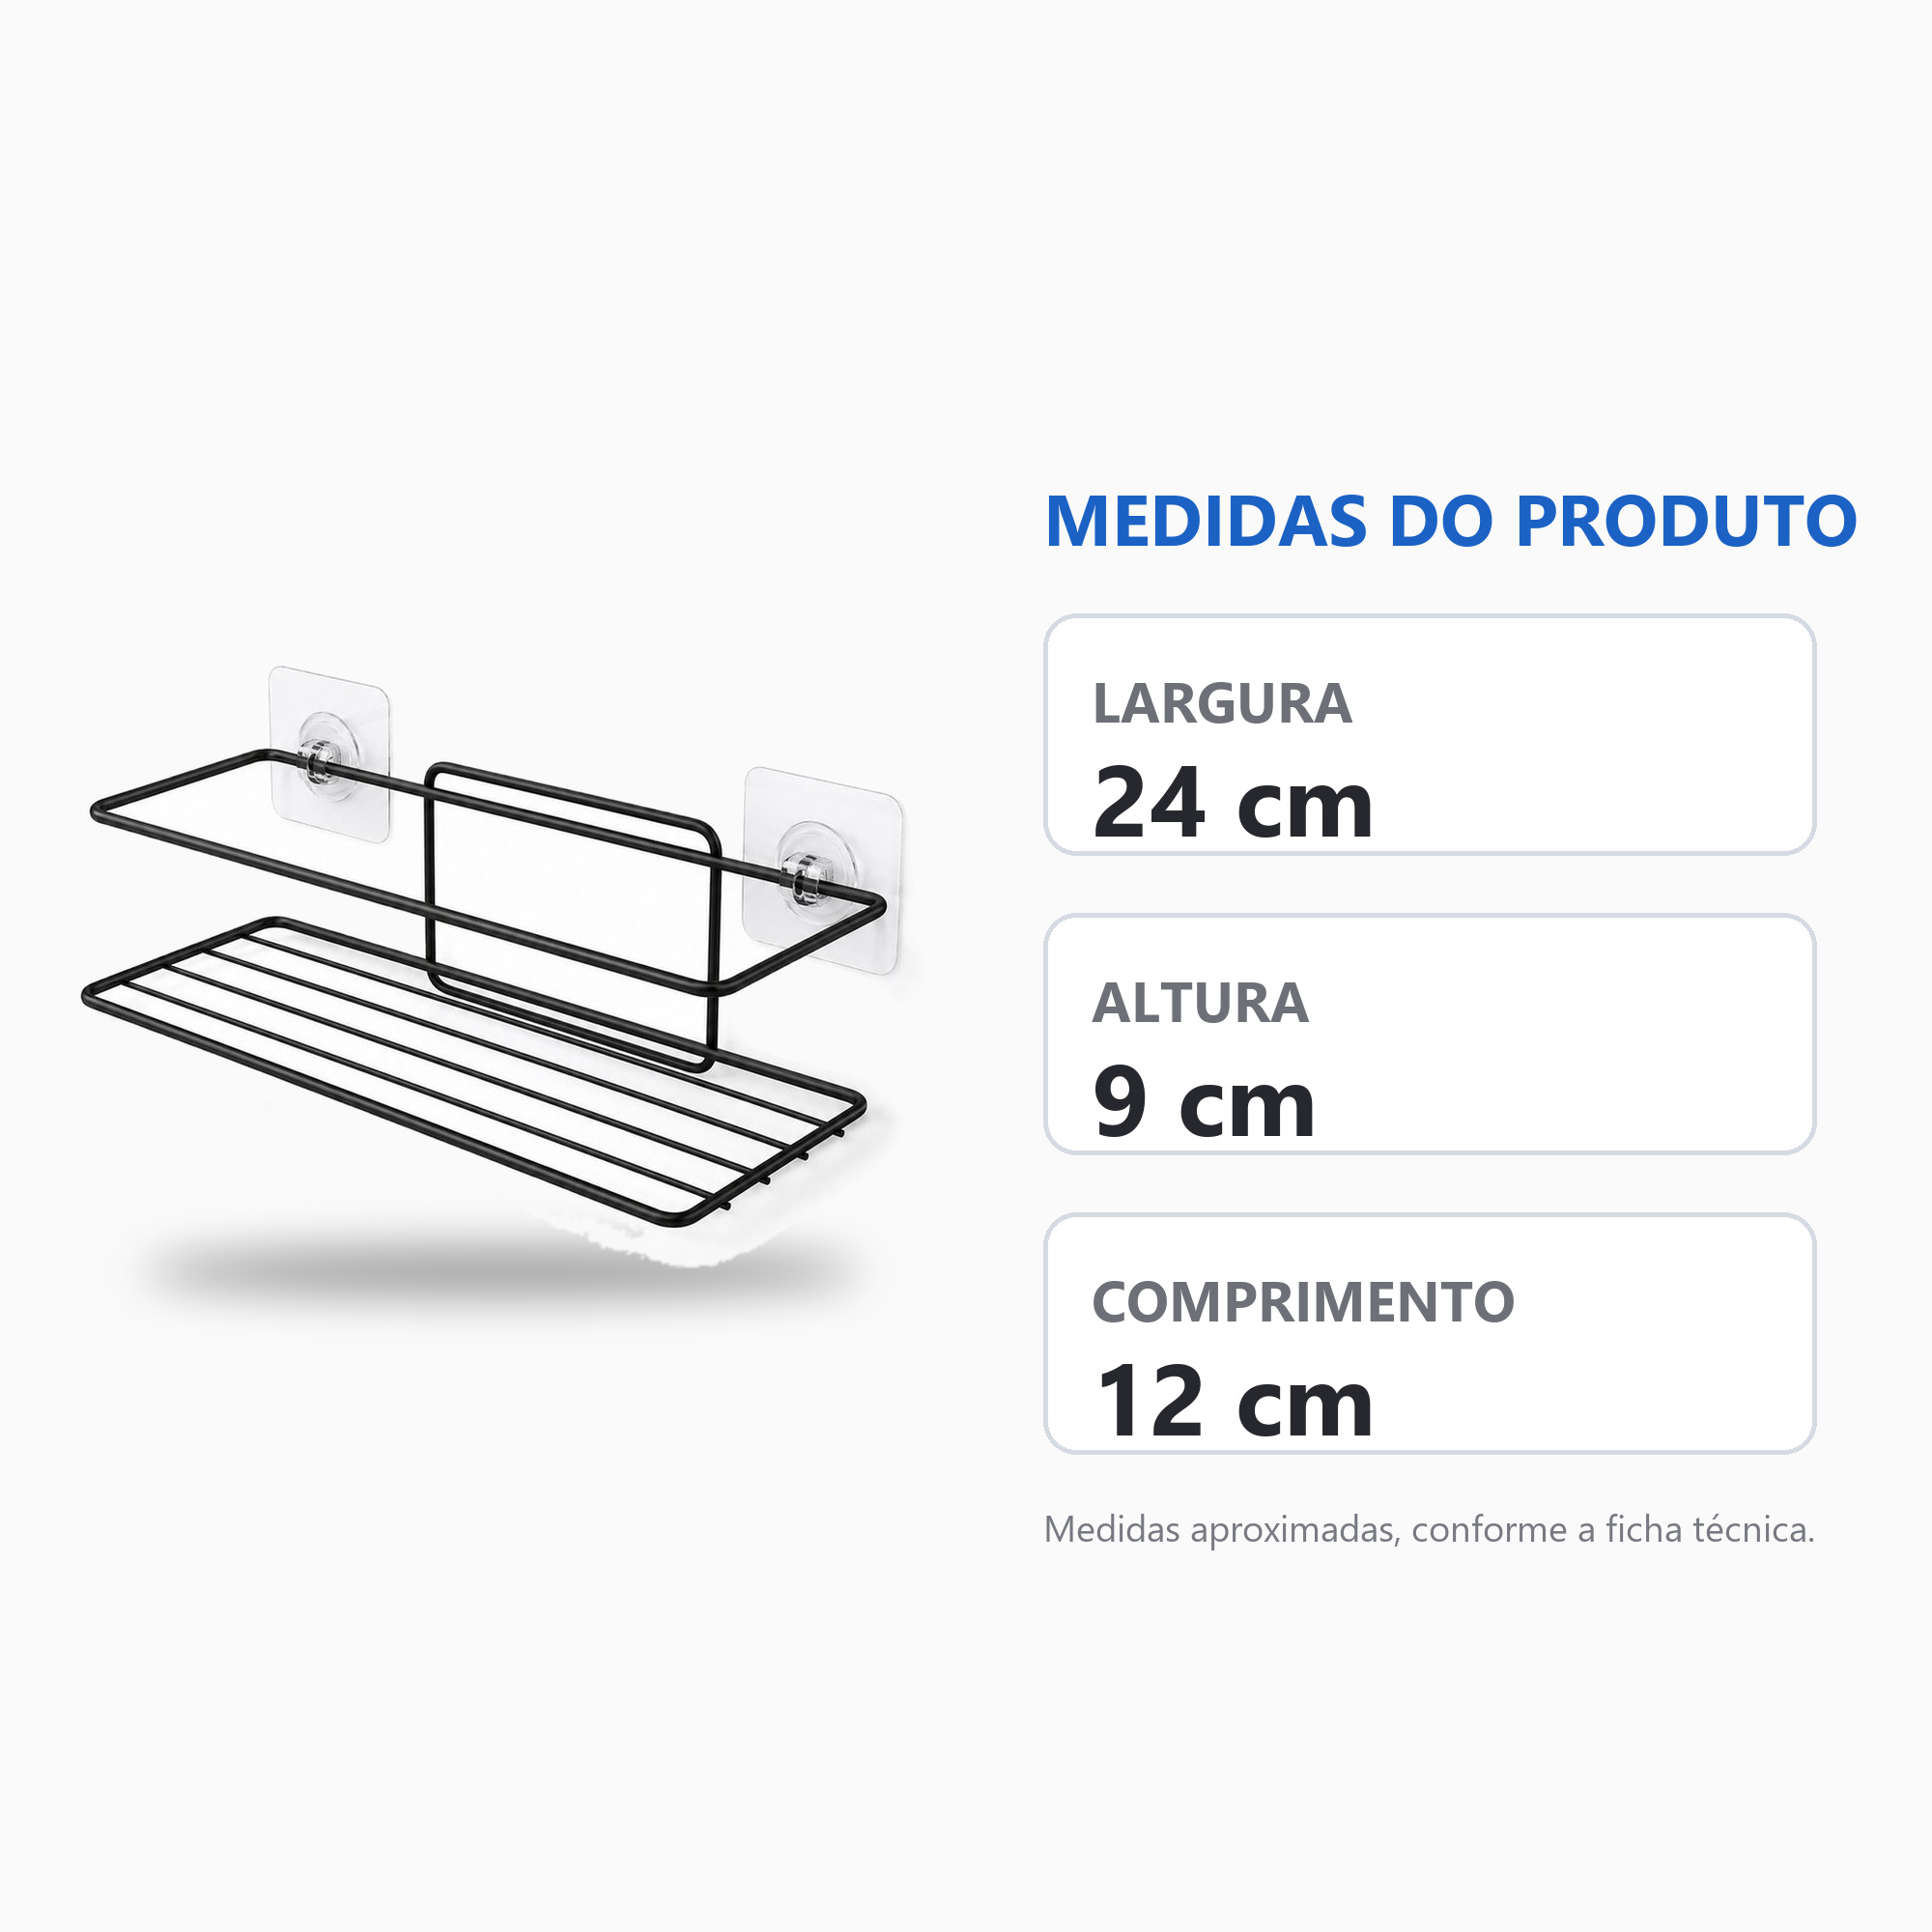 MEDIDAS DO PRODUTO
LARGURA
24 cm
ALTURA
9 cm
COMPRIMENTO
12 cm
Medidas aproximadas, conforme a ficha técnica.